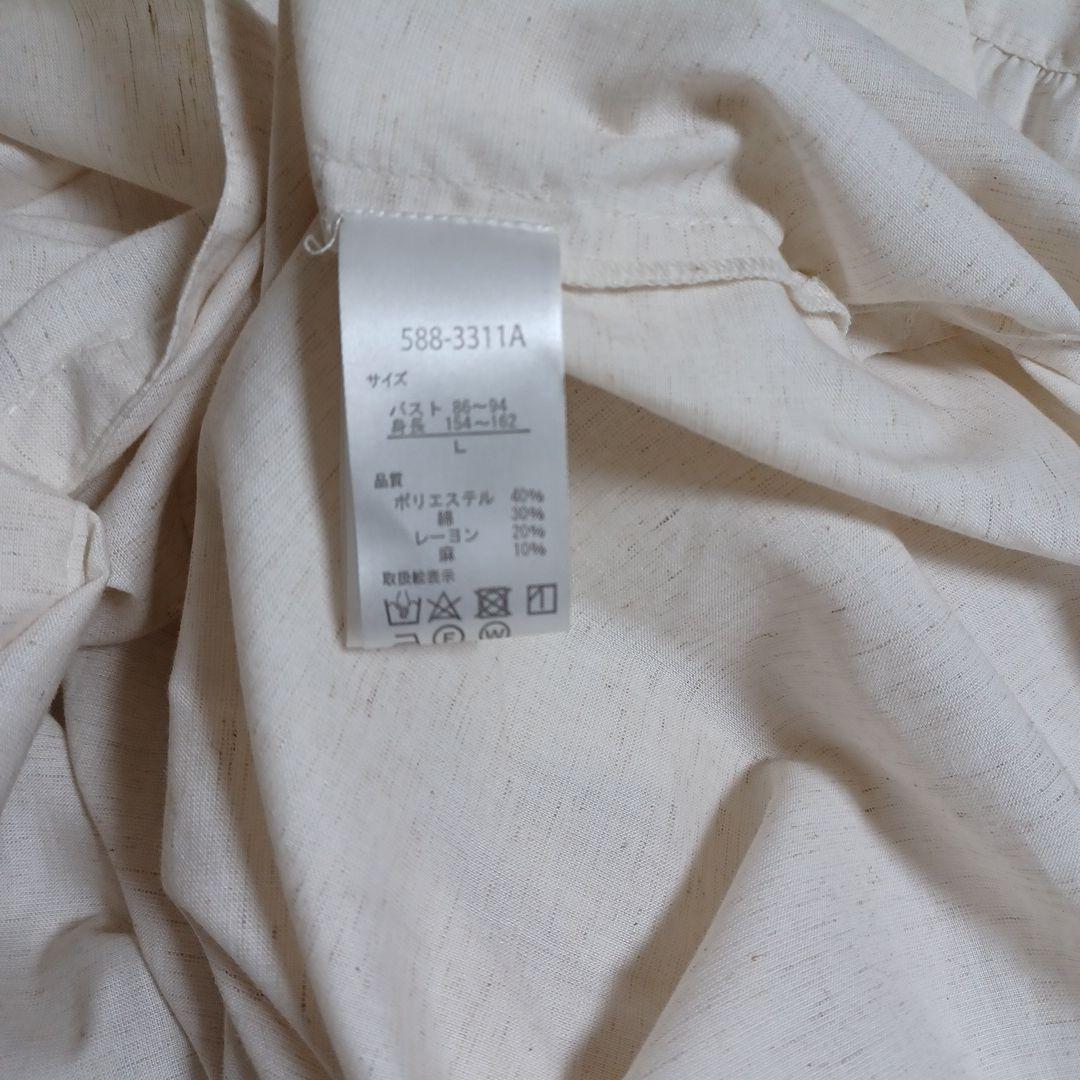 588-3311A
サイズ
バスト 86～94
身長 154～162
L
品質
ポリエステル 40%
綿 30%
レーヨン 20%
麻 10%
取扱絵表示
F W